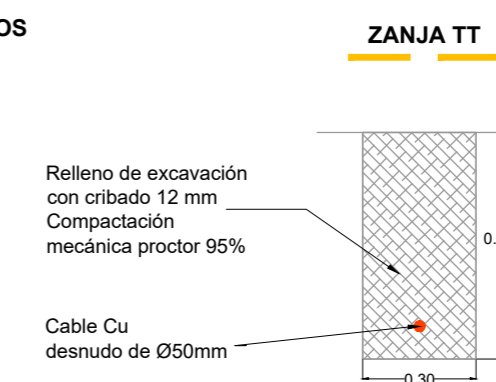 OS
ZANJA TT
Relleno de excavación
con cribado 12 mm
Compactación
mecánica proctor 95%
0.
Cable Cu
desnudo de Ø50mm
0.30